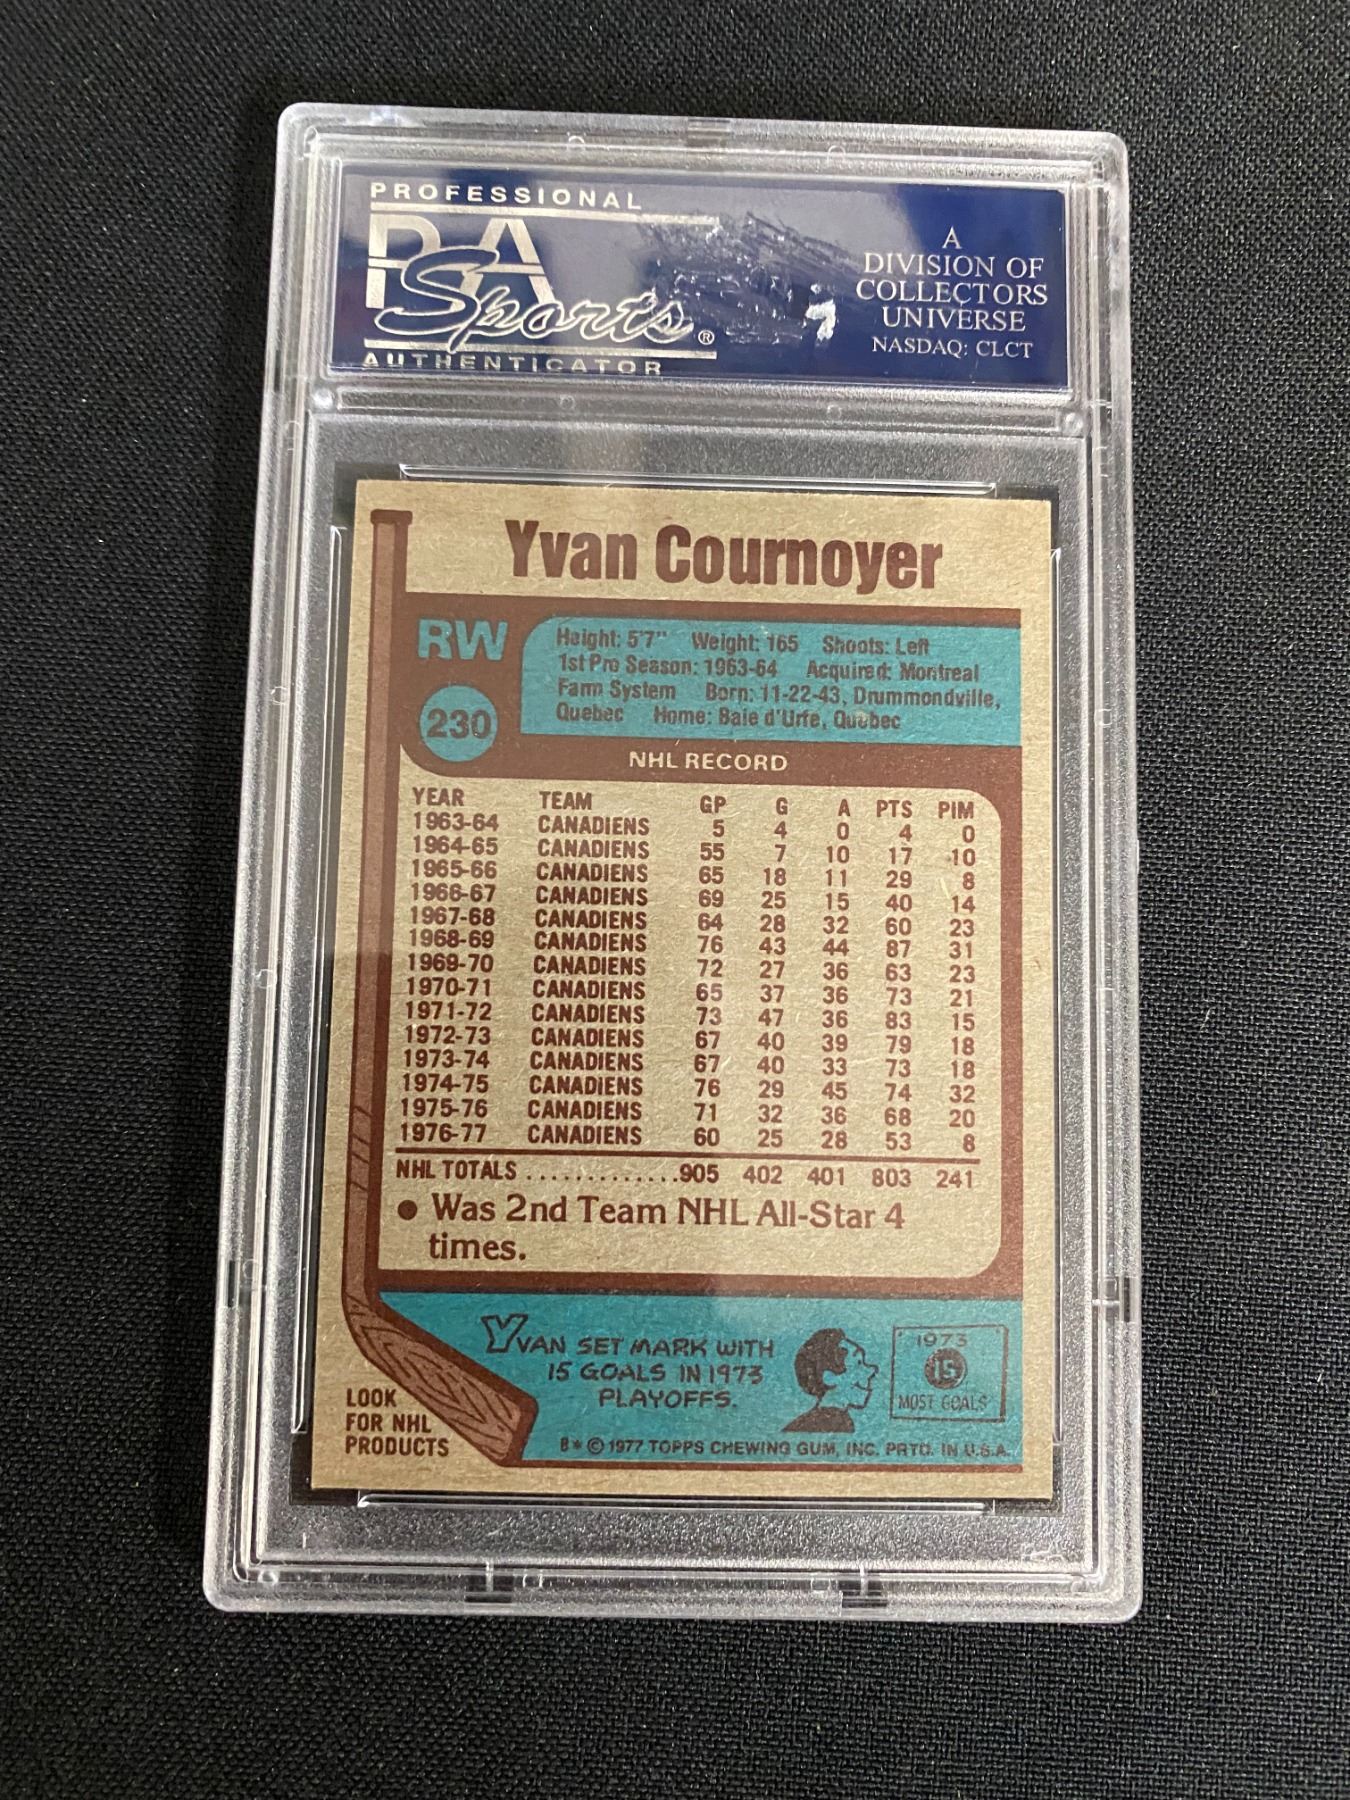 PROFESSIONAL
PSA
Sports®
AUTHENTICATOR
A
DIVISION OF
COLLECTORS
UNIVERSE
NASDAQ: CLCT
Yvan Cournoyer
RW
230
Height: 5'7" Weight: 165 Shoots: Left
1st Pro Season: 1963-64 Acquired: Montreal
Farm System Born: 11-22-43, Drummondville,
Quebec Home: Baie d'Urfe, Quebec
NHL RECORD
YEAR TEAM GP G A PTS PIM
1963-64 CANADIENS 5 4 0 4 0
1964-65 CANADIENS 55 7 10 17 10
1965-66 CANADIENS 65 18 11 29 8
1966-67 CANADIENS 69 25 15 40 14
1967-68 CANADIENS 64 28 32 60 23
1968-69 CANADIENS 76 43 44 87 31
1969-70 CANADIENS 72 27 36 63 23
1970-71 CANADIENS 65 37 36 73 21
1971-72 CANADIENS 73 47 36 83 15
1972-73 CANADIENS 67 40 39 79 18
1973-74 CANADIENS 67 40 33 73 18
1974-75 CANADIENS 76 29 45 74 32
1975-76 CANADIENS 71 32 36 68 20
1976-77 CANADIENS 60 25 28 53 8
NHL TOTALS .............905 402 401 803 241
● Was 2nd Team NHL All-Star 4
times.
YVAN SET MARK WITH
15 GOALS IN 1973
PLAYOFFS.
1973
15
MOST GOALS
LOOK
FOR NHL
PRODUCTS
B* © 1977 TOPPS CHEWING GUM, INC. PRTD. IN U.S.A.